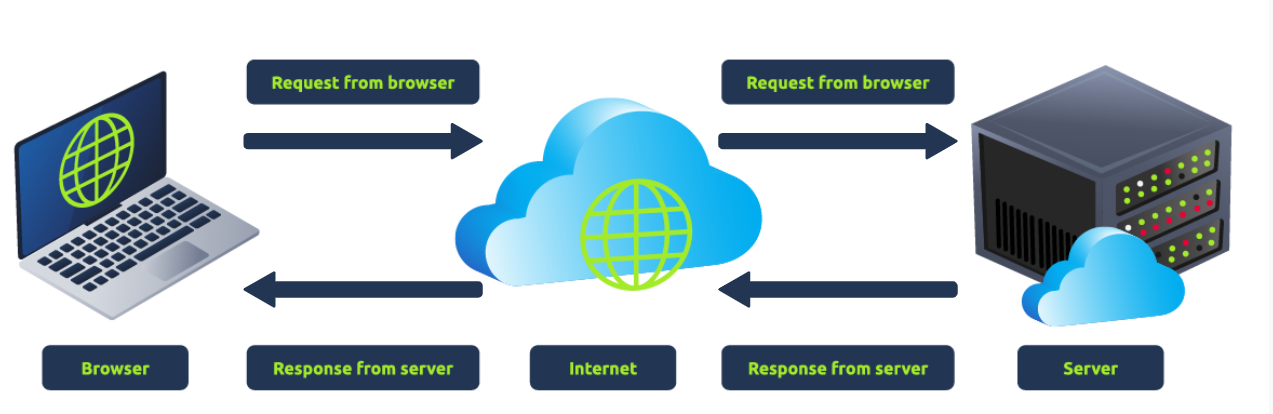 Request from browser
Request from browser
Browser
Response from server
Internet
Response from server
Server